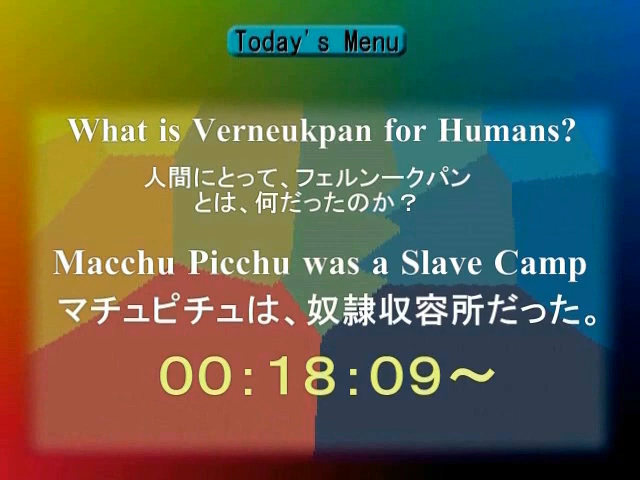 Today's Menu
What is Verneukpan for Humans?
人間にとって、フェルンークパン
とは、何だったのか？
Macchu Picchu was a Slave Camp
マチュピチュは、奴隷収容所だった。
００：１８：０９～